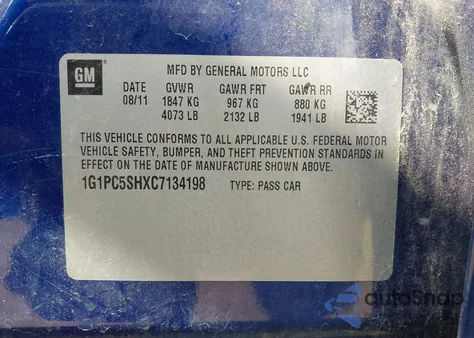 GM
MFD BY GENERAL MOTORS LLC
DATE GVWR GAWR FRT GAWR RR
08/11 1847 KG 967 KG 880 KG
4073 LB 2132 LB 1941 LB
THIS VEHICLE CONFORMS TO ALL APPLICABLE U.S. FEDERAL MOTOR
VEHICLE SAFETY, BUMPER, AND THEFT PREVENTION STANDARDS IN
EFFECT ON THE DATE OF MANUFACTURE SHOWN ABOVE.
1G1PC5SHXC7134198 TYPE: PASS CAR
autoSnap